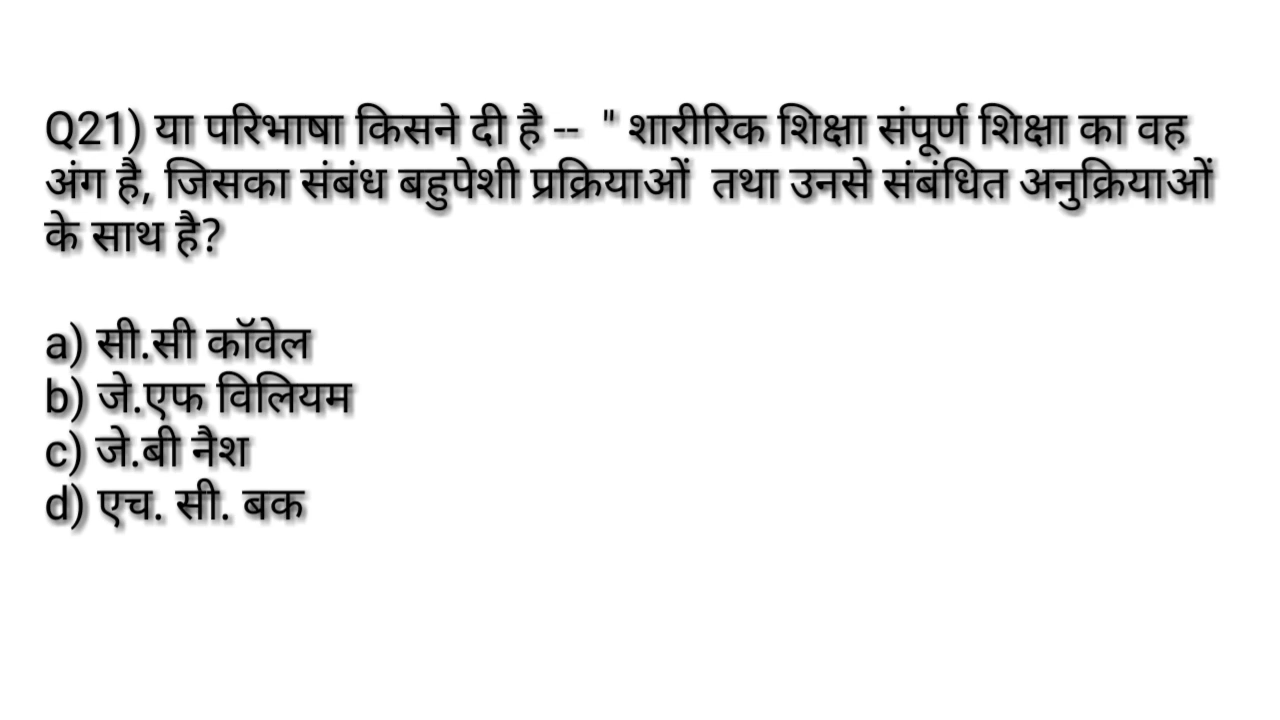 Q21) या परिभाषा किसने दी है -- " शारीरिक शिक्षा संपूर्ण शिक्षा का वह
अंग है, जिसका संबंध बहुपेशी प्रक्रियाओं तथा उनसे संबंधित अनुक्रियाओं
के साथ है?
a) सी.सी कॉवेल
b) जे.एफ विलियम
c) जे.बी नैश
d) एच. सी. बक